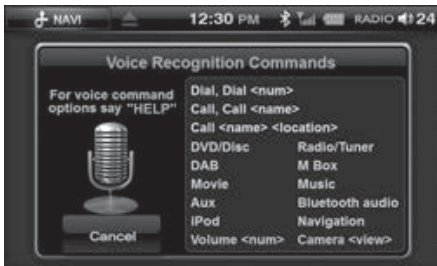 NAVI 12:30 PM RADIO 24
Voice Recognition Commands
For voice command
options say "HELP"
Cancel
Dial, Dial <num>
Call, Call <name>
Call <name> <location>
DVD/Disc Radio/Tuner
DAB M Box
Movie Music
Aux Bluetooth audio
iPod Navigation
Volume <num> Camera <view>